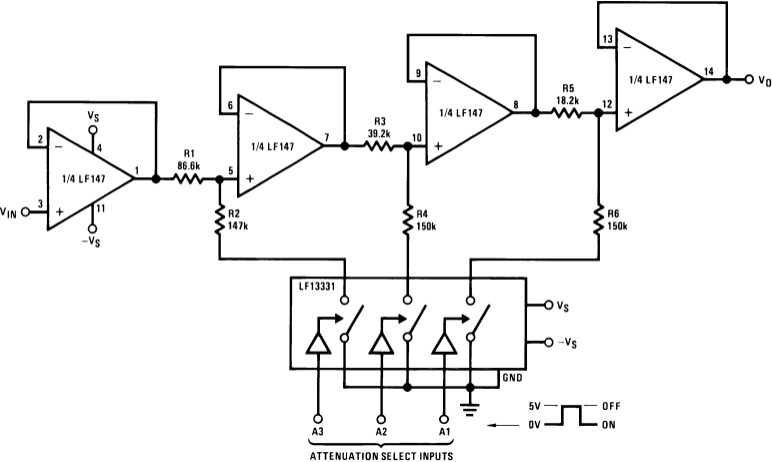 13
14
12
1/4 LF147
V_O
9
8
10
1/4 LF147
R5
18.2k
6
7
5
1/4 LF147
R3
39.2k
V_S
4
2
1
3
1/4 LF147
11
-V_S
V_IN
R1
86.6k
R2
147k
R4
150k
R6
150k
LF13331
V_S
-V_S
GND
A3
A2
A1
5V
OFF
0V
ON
ATTENUATION SELECT INPUTS